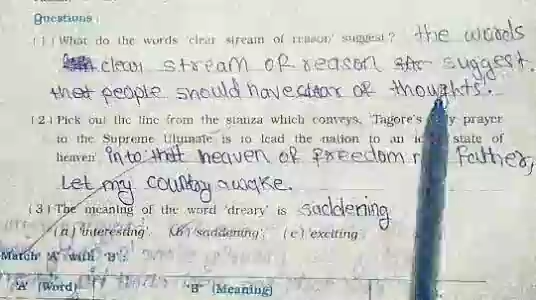 Questions :
(1) What do the words 'clear stream of reason' suggest? the words
clear stream of reason suggest.
that people should have clear of thoughts.
(2) Pick out the line from the stanza which conveys, 'Tagore's prayer
to the Supreme Ultimate is to lead the nation to an state of
heaven' into that heaven of freedom Father,
Let my country awake.
(3) The meaning of the word 'dreary' is saddening
(a) 'interesting' (b) 'saddening' (c) 'exciting'
Match 'A' with 'B'
'A' (Word) 'B' (Meaning)